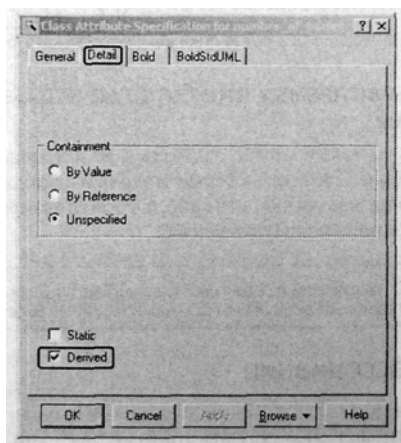 Class Attribute Specification for
General Detail Bold BoldStdUML
Containment
By Value
By Reference
Unspecified
Static
Derived
OK Cancel Apply Browse Help